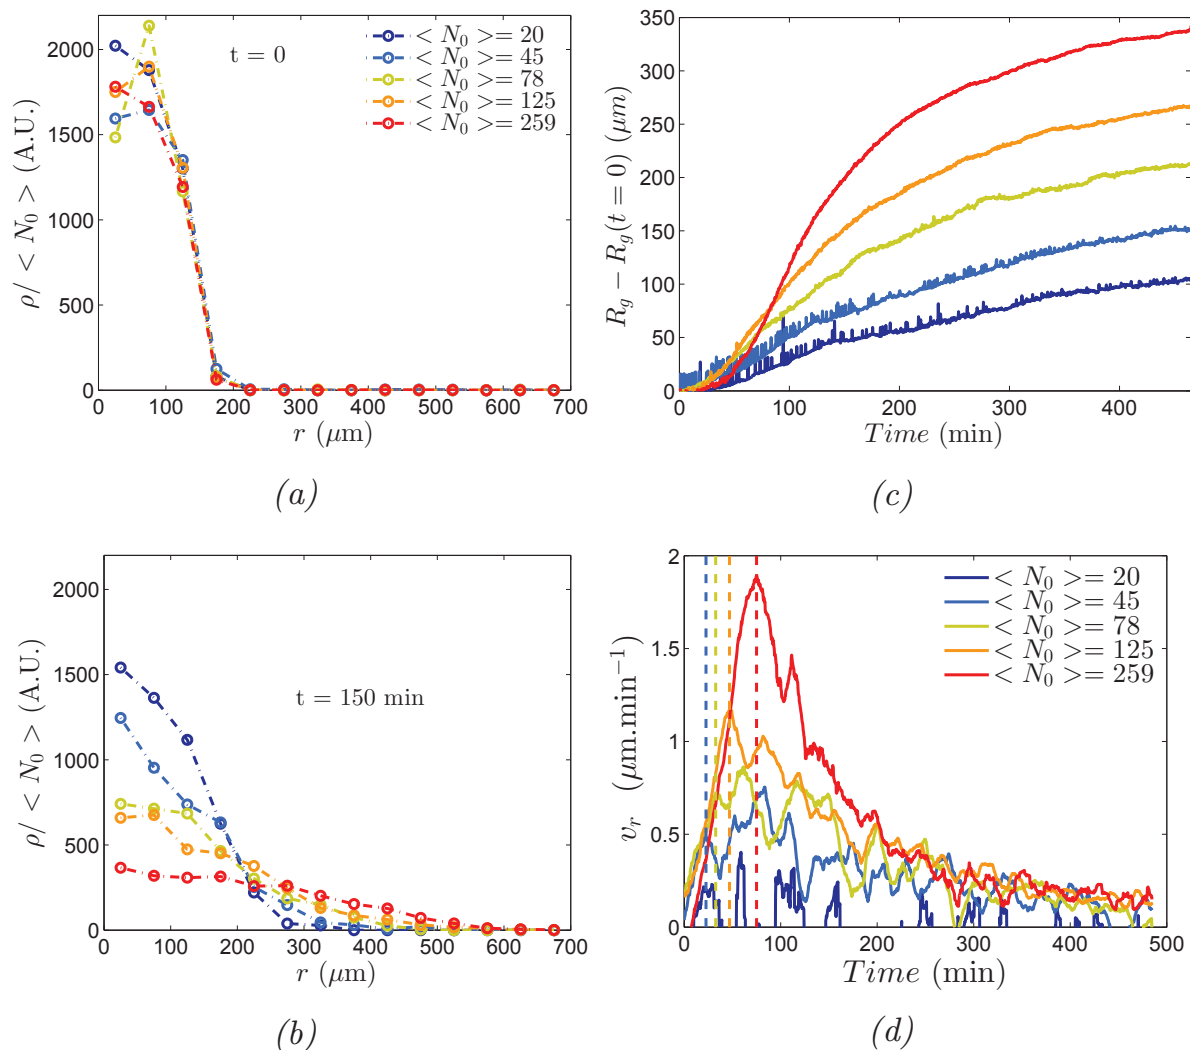 2000
1500
1000
500
0
ρ/ < N₀ > (A.U.)
t = 0
< N₀ >= 20
< N₀ >= 45
< N₀ >= 78
< N₀ >= 125
< N₀ >= 259
0 100 200 300 400 500 600 700
r (μm)
(a)
350
300
250
200
150
100
50
0
R_g − R_g(t = 0) (μm)
0 100 200 300 400
Time (min)
(c)
2000
1500
1000
500
0
ρ/ < N₀ > (A.U.)
t = 150 min
0 100 200 300 400 500 600 700
r (μm)
(b)
2
1.5
1
0.5
0
v_r (μm.min⁻¹)
< N₀ >= 20
< N₀ >= 45
< N₀ >= 78
< N₀ >= 125
< N₀ >= 259
0 100 200 300 400 500
Time (min)
(d)